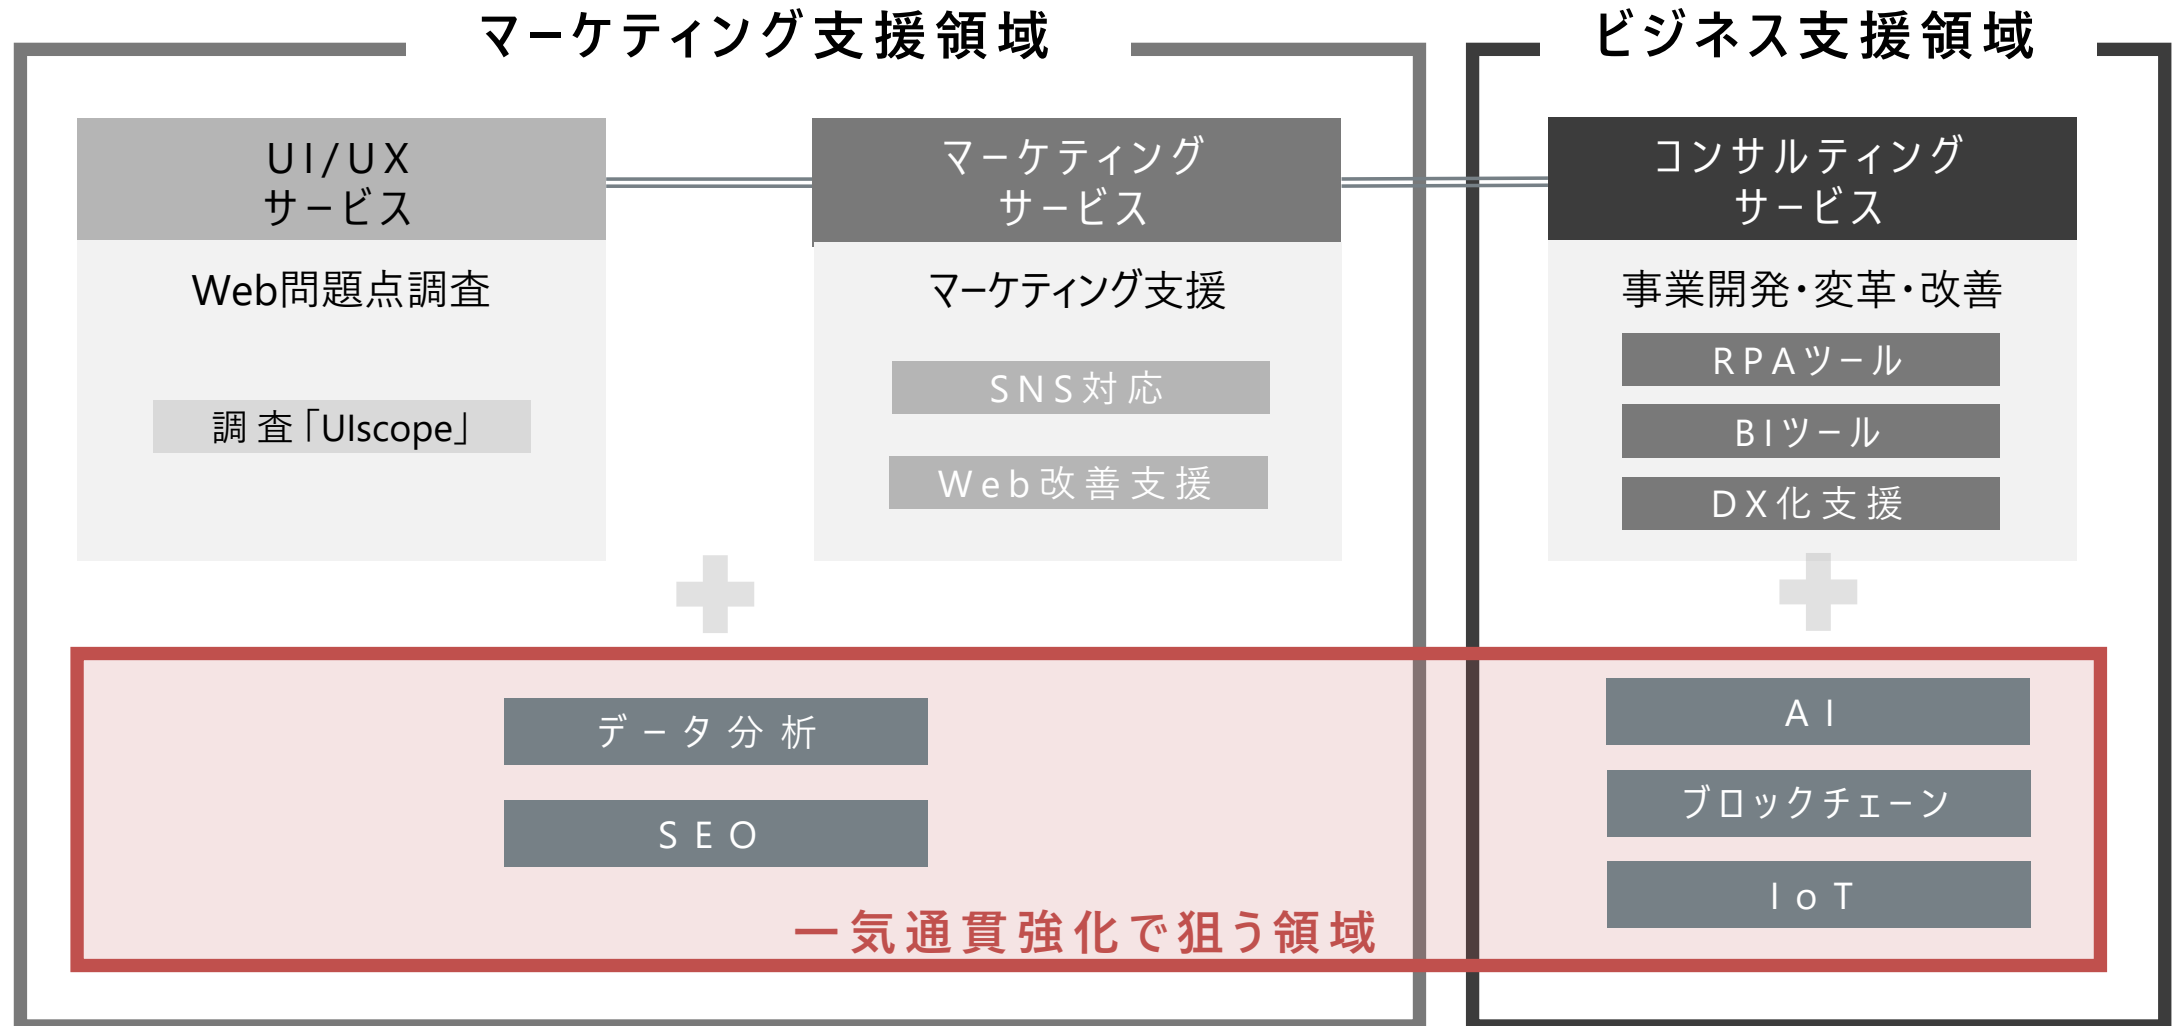 マーケティング支援領域
ビジネス支援領域
UI/UX
サービス
Web問題点調査
調査「UIscope」
マーケティング
サービス
マーケティング支援
SNS対応
Web改善支援
コンサルティング
サービス
事業開発・変革・改善
RPAツール
BIツール
DX化支援
データ分析
SEO
AI
ブロックチェーン
IoT
一気通貫強化で狙う領域